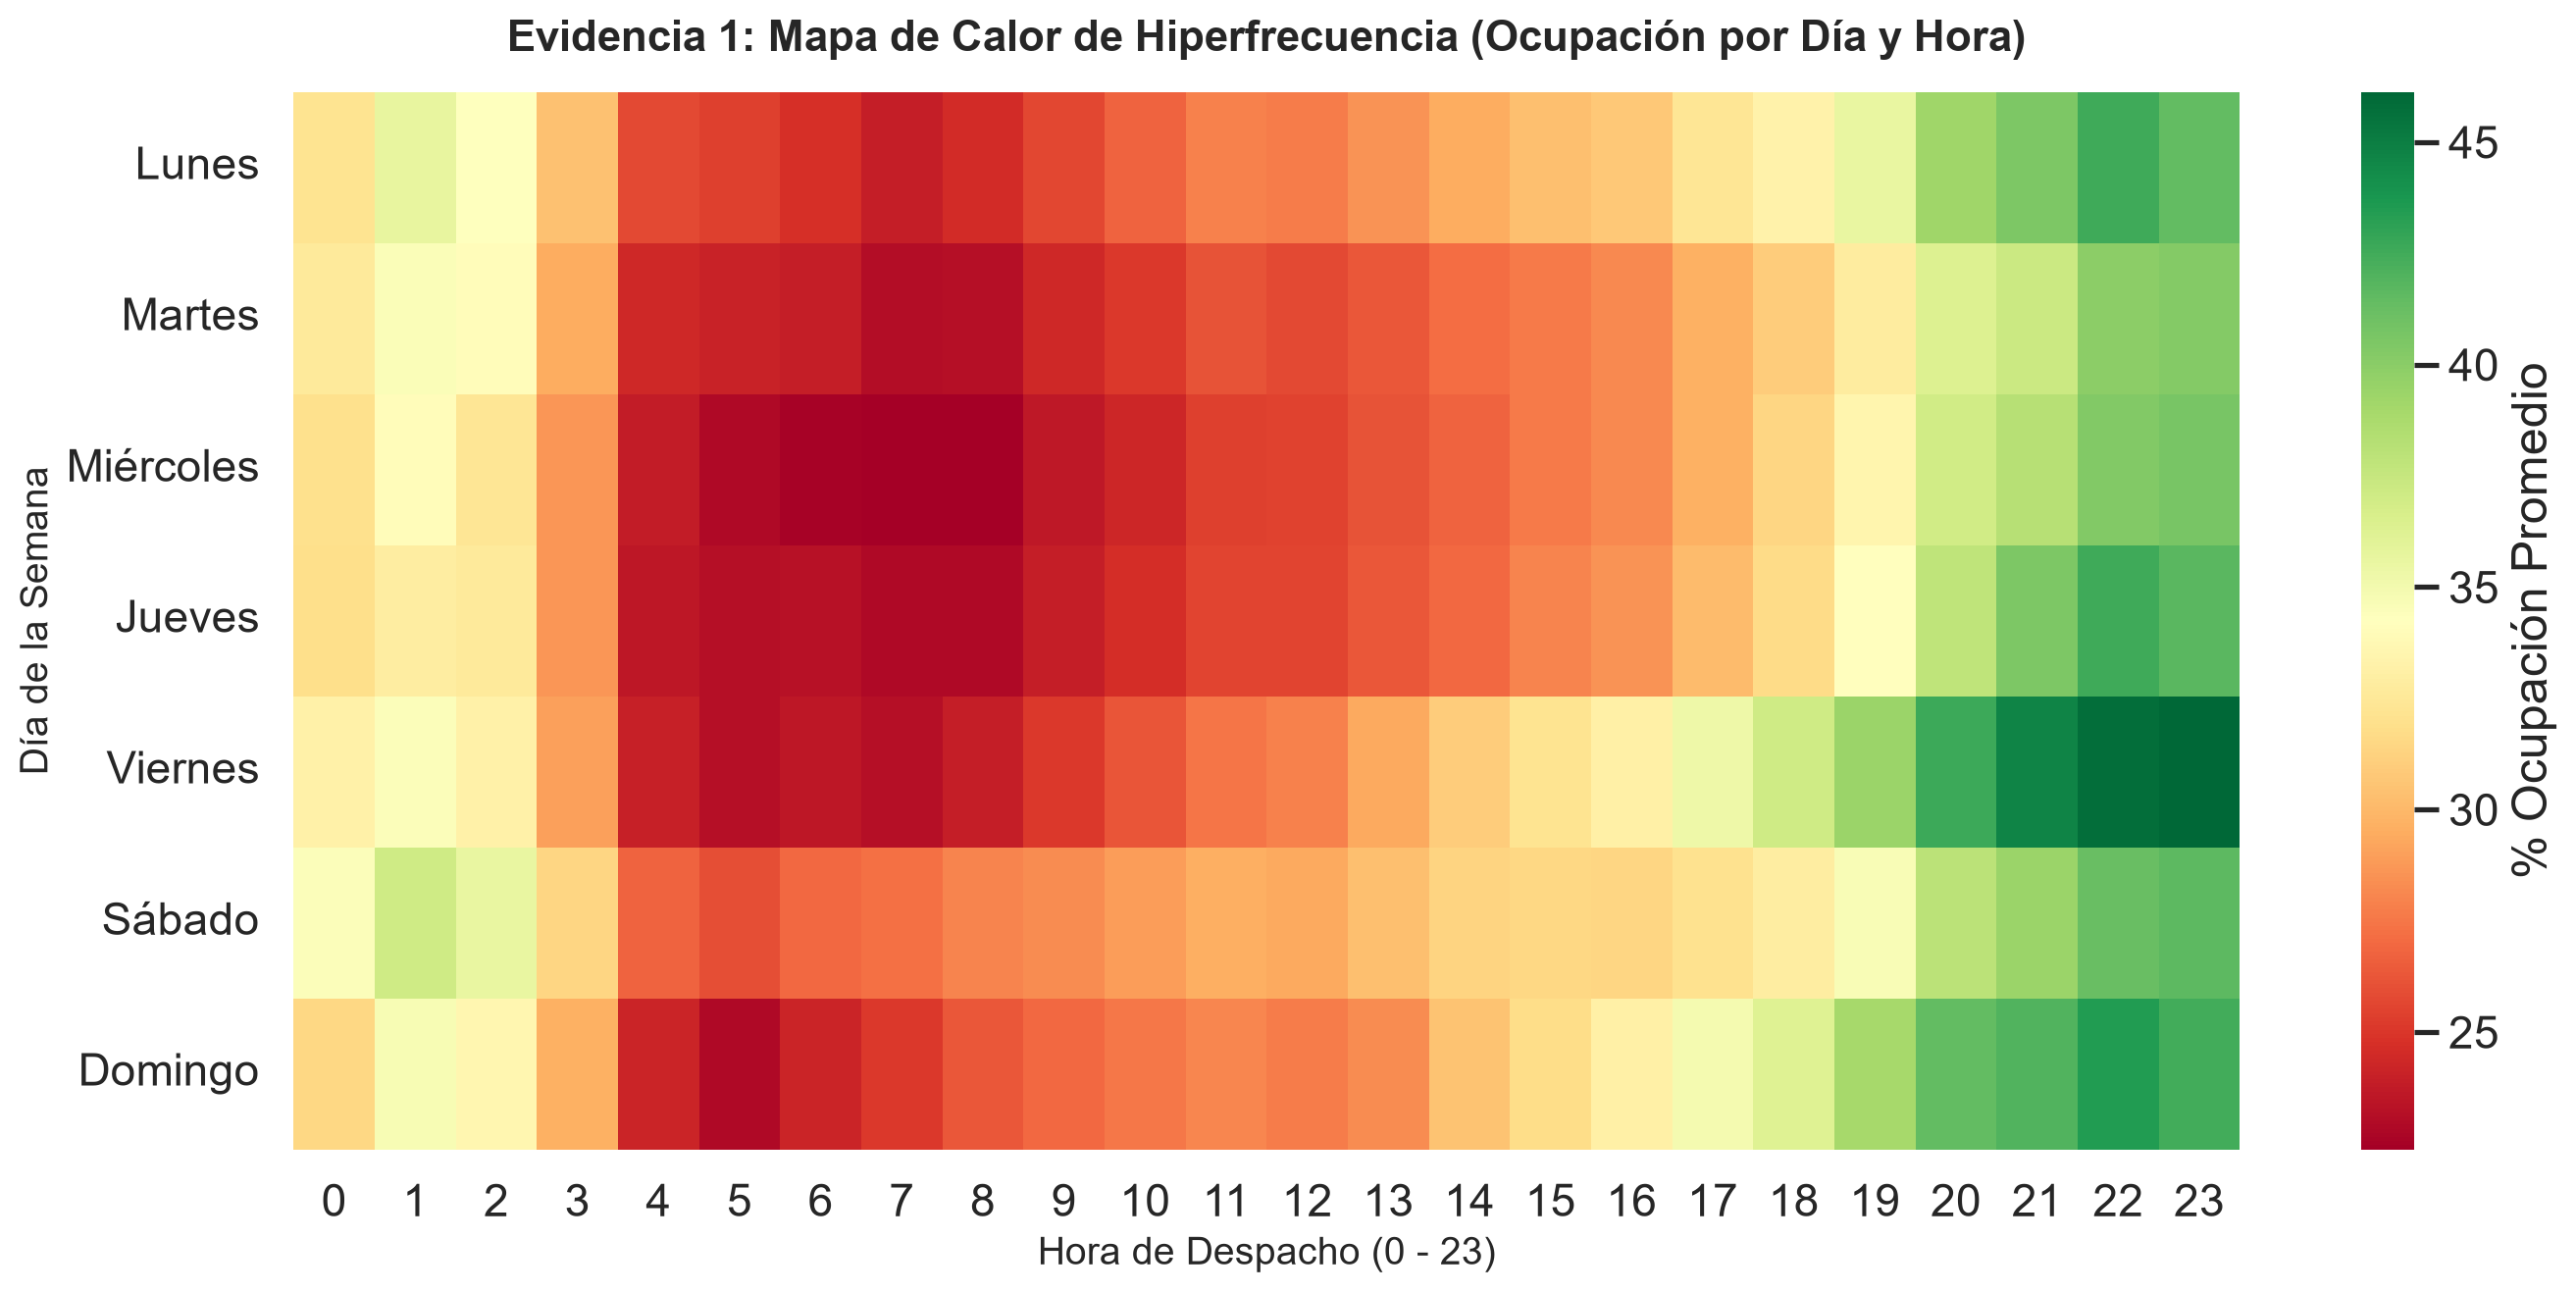 Evidencia 1: Mapa de Calor de Hiperfrecuencia (Ocupación por Día y Hora)
Día de la Semana
Lunes
Martes
Miércoles
Jueves
Viernes
Sábado
Domingo
0 1 2 3 4 5 6 7 8 9 10 11 12 13 14 15 16 17 18 19 20 21 22 23
Hora de Despacho (0 - 23)
45
40
35
30
25
% Ocupación Promedio